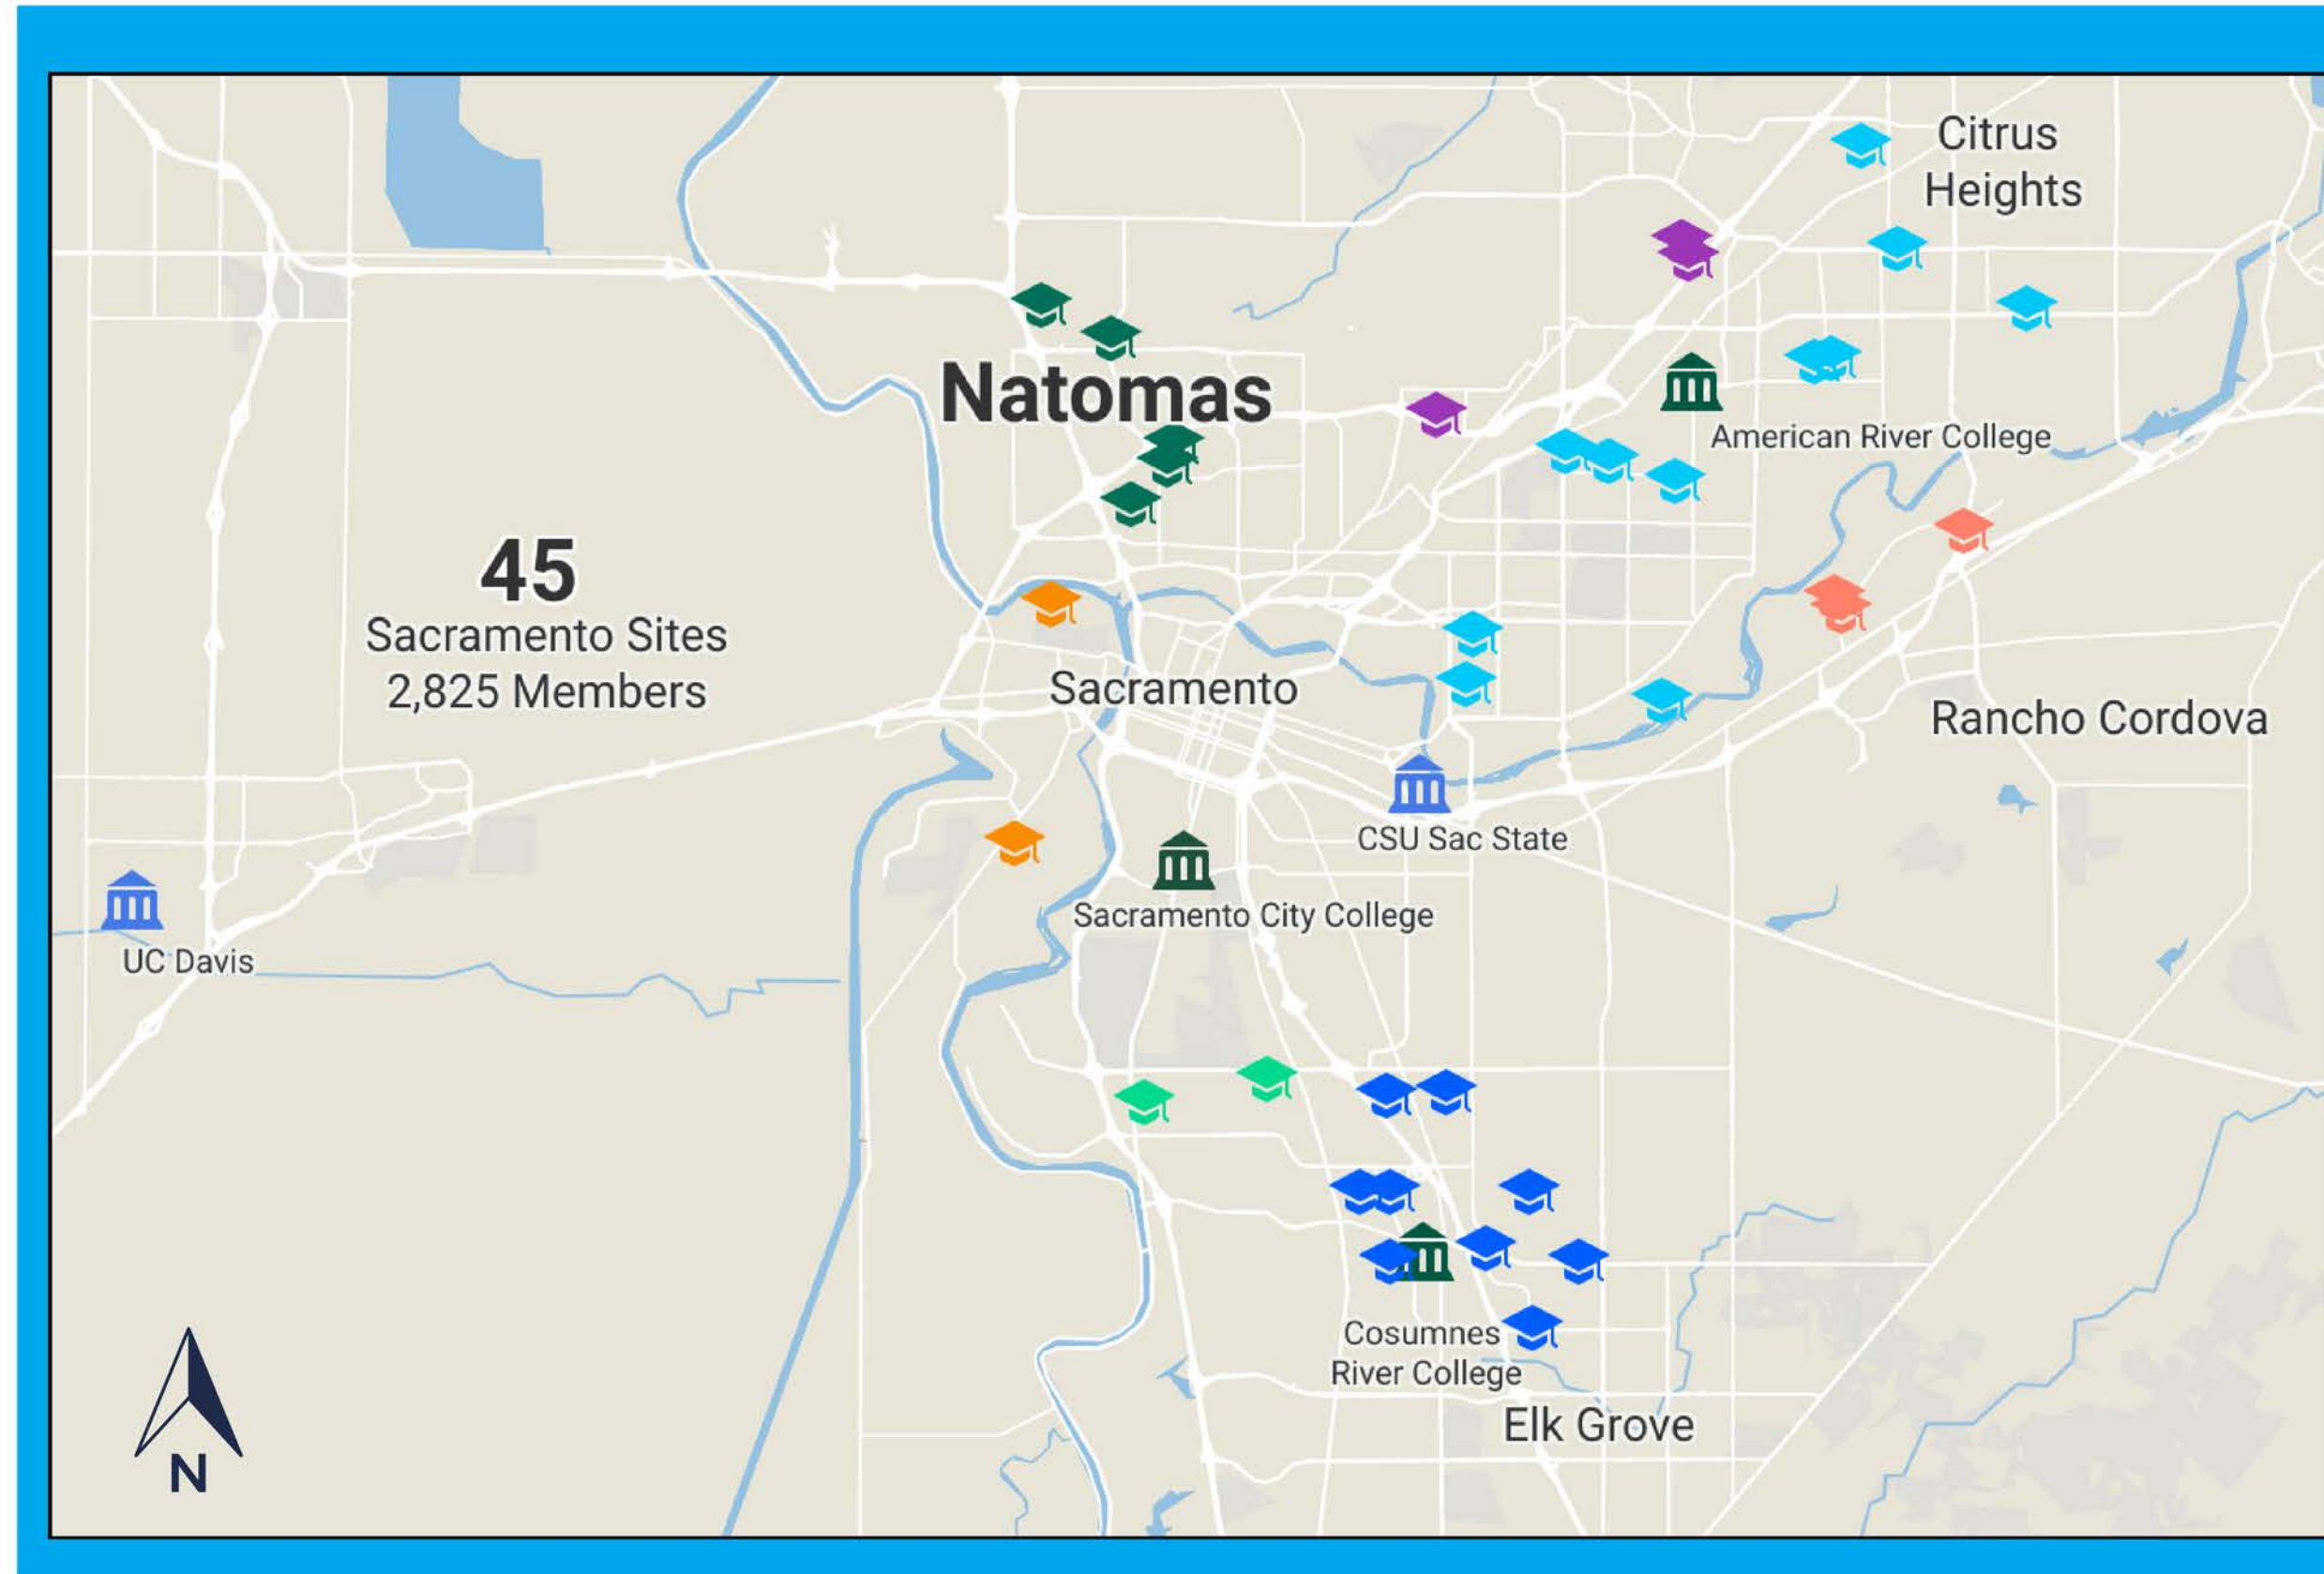 Citrus
Heights
Natomas
American River College
45
Sacramento Sites
2,825 Members
Sacramento
Rancho Cordova
CSU Sac State
Sacramento City College
UC Davis
Cosumnes
River College
Elk Grove
N